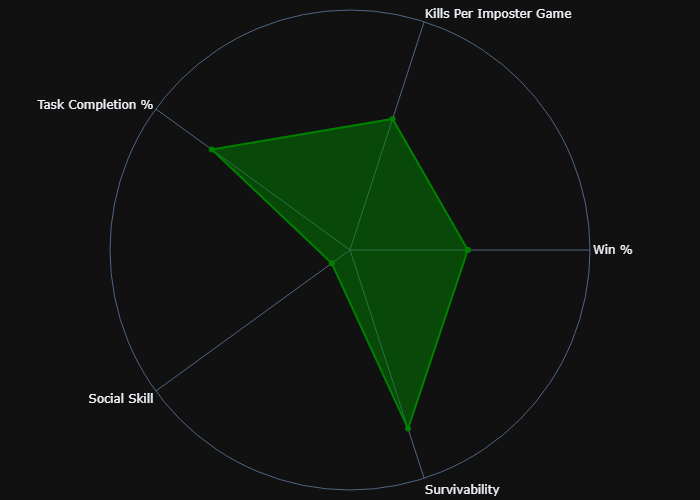 Kills Per Imposter Game
Task Completion %
Win %
Social Skill
Survivability